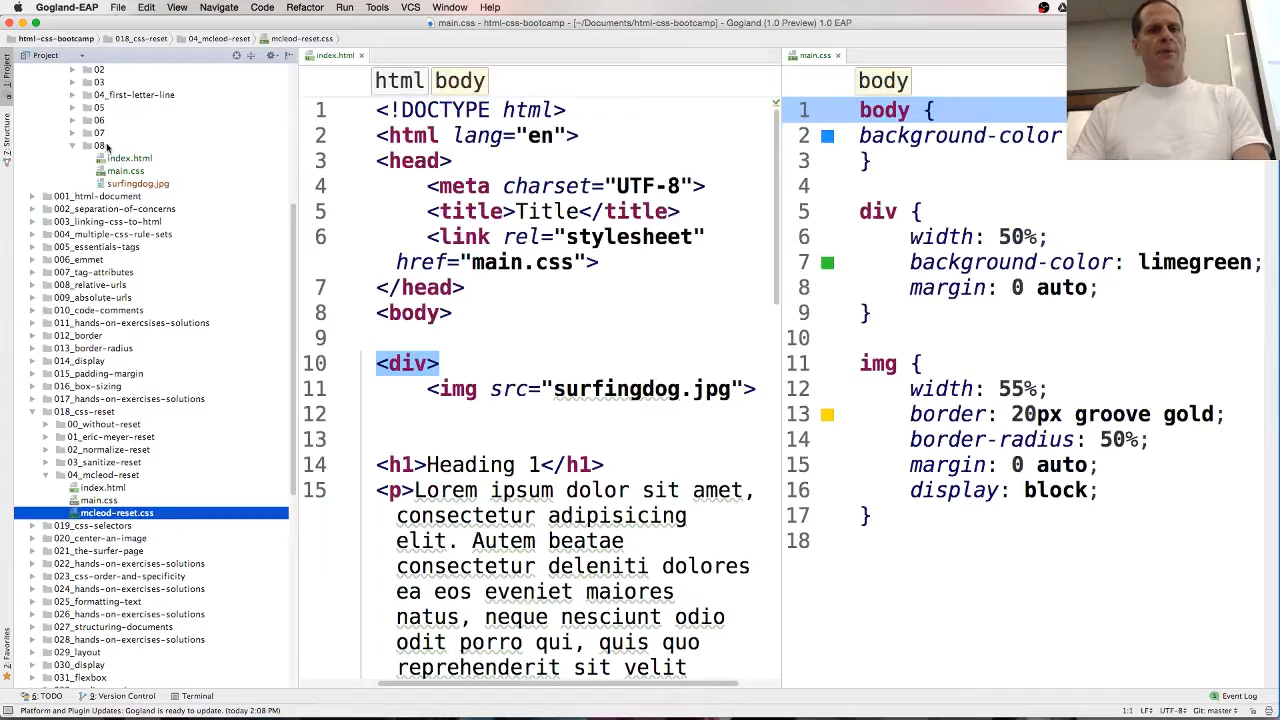 Gogland-EAP File Edit View Navigate Code Refactor Run Tools VCS Window Help
main.css - html-css-bootcamp - [~/Documents/html-css-bootcamp] - Gogland (1.0 Preview) 1.0 EAP
html-css-bootcamp 018_css-reset 04_mcleod-reset mcleod-reset.css
Project
index.html
main.css
1: Project
Z: Structure
2: Favorites
02
03
04_first-letter-line
05
06
07
08
index.html
main.css
surfingdog.jpg
001_html-document
002_separation-of-concerns
003_linking-css-to-html
004_multiple-css-rule-sets
005_essentials-tags
006_emmet
007_tag-attributes
008_relative-urls
009_absolute-urls
010_code-comments
011_hands-on-exercsises-solutions
012_border
013_border-radius
014_display
015_padding-margin
016_box-sizing
017_hands-on-exercises-solutions
018_css-reset
00_without-reset
01_eric-meyer-reset
02_normalize-reset
03_sanitize-reset
04_mcleod-reset
index.html
main.css
mcleod-reset.css
019_css-selectors
020_center-an-image
021_the-surfer-page
022_hands-on-exercises-solutions
023_css-order-and-specificity
024_hands-on-exercises-solutions
025_formatting-text
026_hands-on-exercises-solutions
027_structuring-documents
028_hands-on-exercises-solutions
029_layout
030_display
031_flexbox
html body
1 <!DOCTYPE html>
2 <html lang="en">
3 <head>
4 <meta charset="UTF-8">
5 <title>Title</title>
6 <link rel="stylesheet"
href="main.css">
7 </head>
8 <body>
9
10 <div>
11 <img src="surfingdog.jpg">
12
13
14 <h1>Heading 1</h1>
15 <p>Lorem ipsum dolor sit amet,
consectetur adipisicing
elit. Autem beatae
consectetur deleniti dolores
ea eos eveniet maiores
natus, neque nesciunt odio
odit porro qui, quis quo
reprehenderit sit velit
body
1 body {
2 background-color
3 }
4
5 div {
6 width: 50%;
7 background-color: limegreen;
8 margin: 0 auto;
9 }
10
11 img {
12 width: 55%;
13 border: 20px groove gold;
14 border-radius: 50%;
15 margin: 0 auto;
16 display: block;
17 }
18
6: TODO 9: Version Control Terminal Event Log
Platform and Plugin Updates: Gogland is ready to update. (today 2:08 PM) 1:1 LF÷ UTF-8÷ Git: master÷